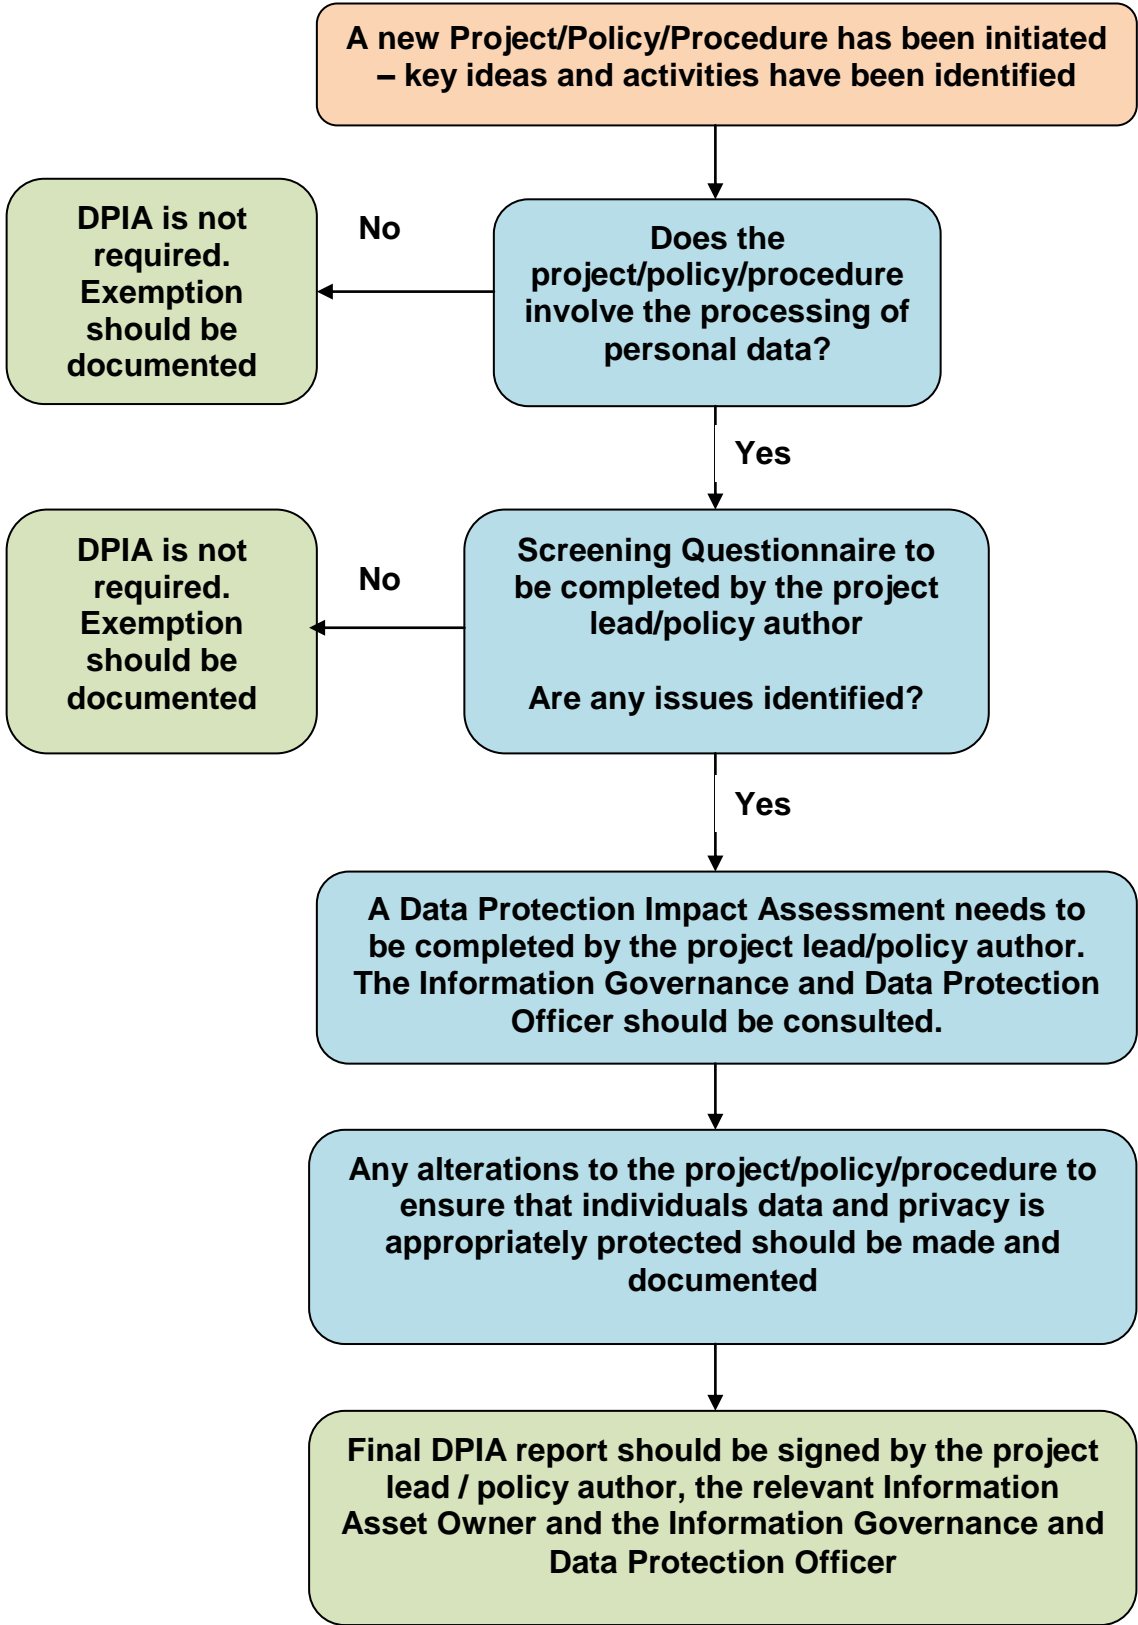 A new Project/Policy/Procedure has been initiated
– key ideas and activities have been identified
DPIA is not
required.
Exemption
should be
documented
No
Does the
project/policy/procedure
involve the processing of
personal data?
Yes
DPIA is not
required.
Exemption
should be
documented
No
Screening Questionnaire to
be completed by the project
lead/policy author
Are any issues identified?
Yes
A Data Protection Impact Assessment needs to
be completed by the project lead/policy author.
The Information Governance and Data Protection
Officer should be consulted.
Any alterations to the project/policy/procedure to
ensure that individuals data and privacy is
appropriately protected should be made and
documented
Final DPIA report should be signed by the project
lead / policy author, the relevant Information
Asset Owner and the Information Governance and
Data Protection Officer